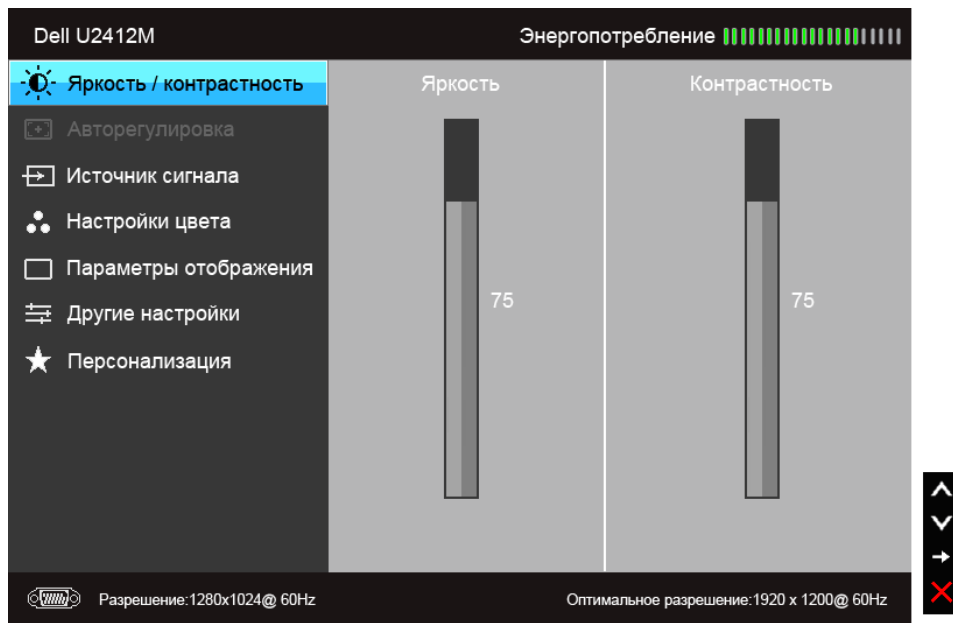 Dell U2412M
Энергопотребление
Яркость / контрастность
Яркость
Контрастность
Авторегулировка
Источник сигнала
Настройки цвета
Параметры отображения
75
75
Другие настройки
Персонализация
Разрешение:1280x1024@ 60Hz
Оптимальное разрешение:1920 x 1200@ 60Hz